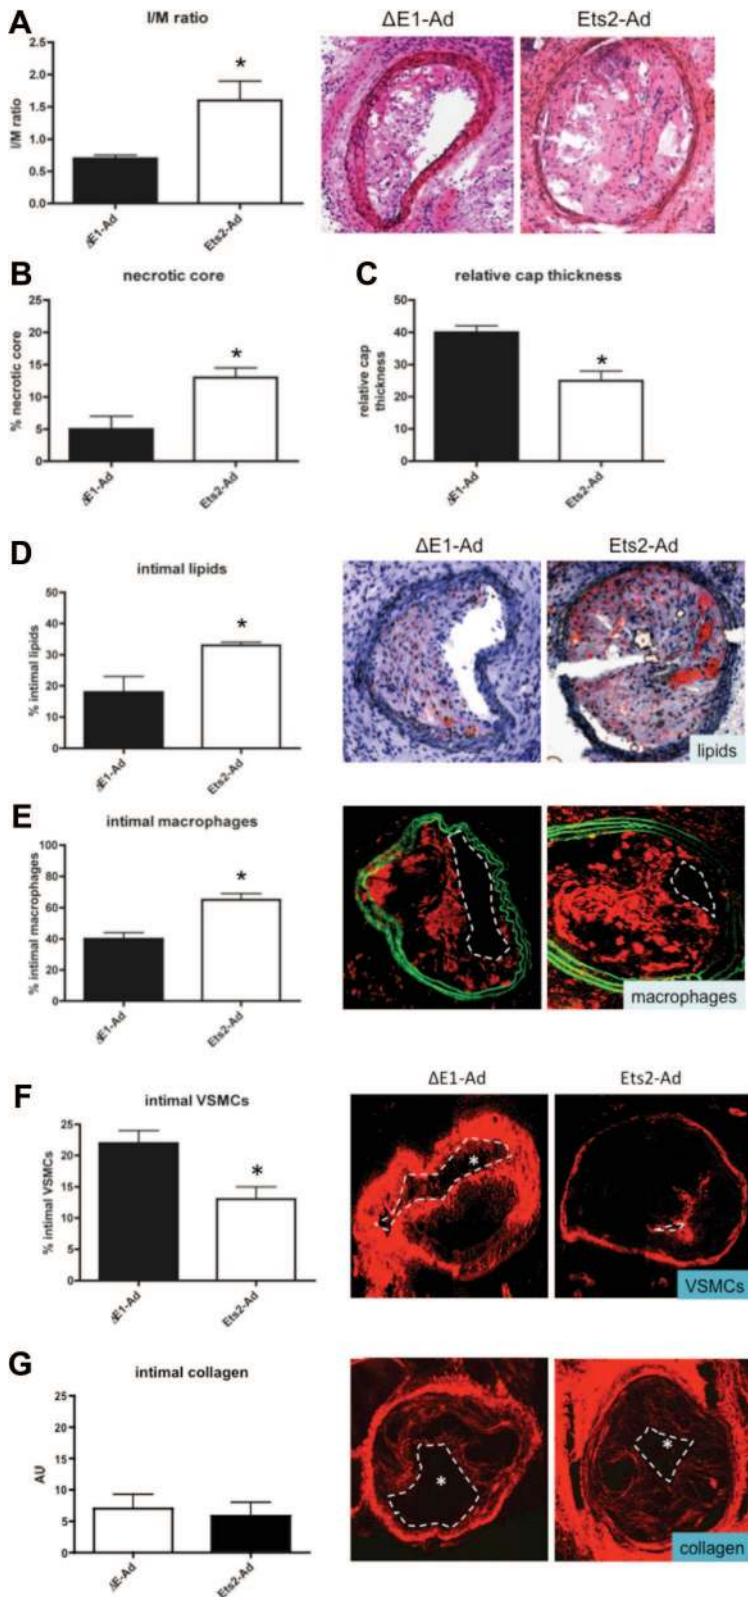 A
I/M ratio
ΔE1-Ad
Ets2-Ad
I/M ratio
2.5
2.0
1.5
1.0
0.5
0.0
*
ΔE1-Ad
Ets2-Ad
B
necrotic core
% necrotic core
25
20
15
10
5
0
*
ΔE1-Ad
Ets2-Ad
C
relative cap thickness
relative cap
thickness
50
40
30
20
10
0
*
ΔE1-Ad
Ets2-Ad
D
intimal lipids
ΔE1-Ad
Ets2-Ad
% intimal lipids
50
40
30
20
10
0
*
ΔE1-Ad
Ets2-Ad
lipids
E
intimal macrophages
% intimal macrophages
100
80
60
40
20
0
*
ΔE1-Ad
Ets2-Ad
macrophages
F
intimal VSMCs
ΔE1-Ad
Ets2-Ad
% intimal VSMCs
25
20
15
10
5
0
*
ΔE1-Ad
Ets2-Ad
*
VSMCs
G
intimal collagen
AU
25
20
15
10
5
0
ΔE-Ad
Ets2-Ad
*
*
collagen